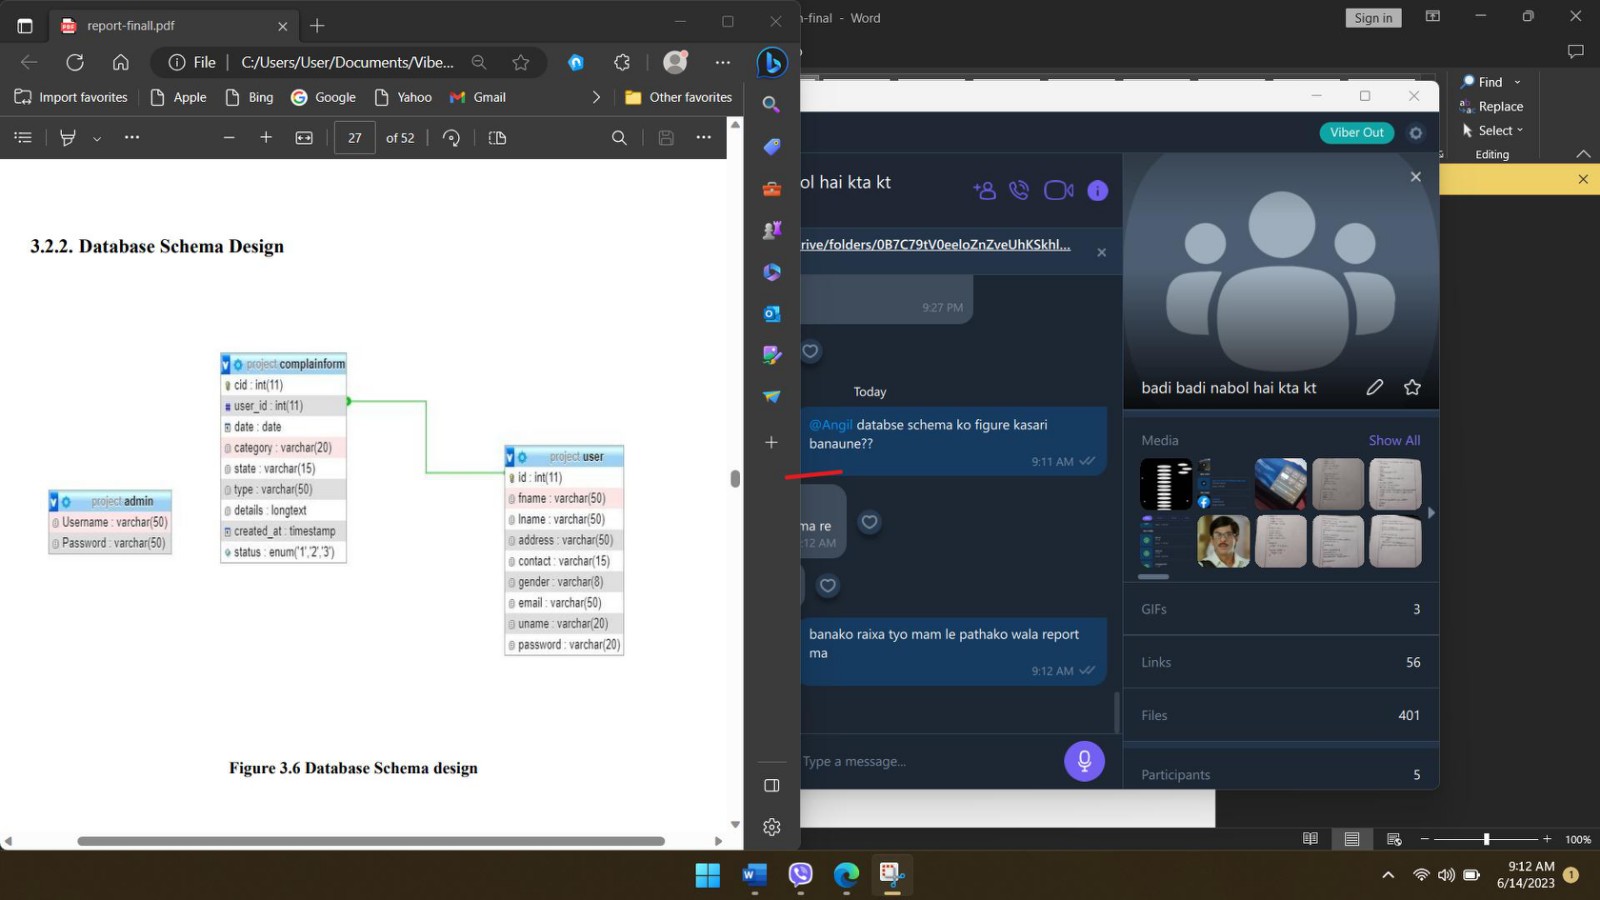 report-finall.pdf
File
C:/Users/User/Documents/Vibe...
Import favorites
Apple
Bing
Google
Yahoo
Gmail
Other favorites
27
of 52
3.2.2. Database Schema Design
project complainform
cid : int(11)
user_id : int(11)
date : date
category : varchar(20)
state : varchar(15)
type : varchar(50)
details : longtext
created_at : timestamp
status : enum('1','2','3')
project user
id : int(11)
fname : varchar(50)
lname : varchar(50)
address : varchar(50)
contact : varchar(15)
gender : varchar(8)
email : varchar(50)
uname : varchar(20)
password : varchar(20)
project admin
Username : varchar(50)
Password : varchar(50)
Figure 3.6 Database Schema design
-final - Word
Sign in
Find
Replace
Select
Editing
Viber Out
ol hai kta kt
rive/folders/0B7C79tV0eeloZnZveUhKSkhl...
9:27 PM
Today
@Angil databse schema ko figure kasari
banaune??
9:11 AM
ma re
:12 AM
banako raixa tyo mam le pathako wala report
ma
9:12 AM
Type a message...
badi badi nabol hai kta kt
Media
Show All
GIFs
3
Links
56
Files
401
Participants
5
100%
9:12 AM
6/14/2023
1